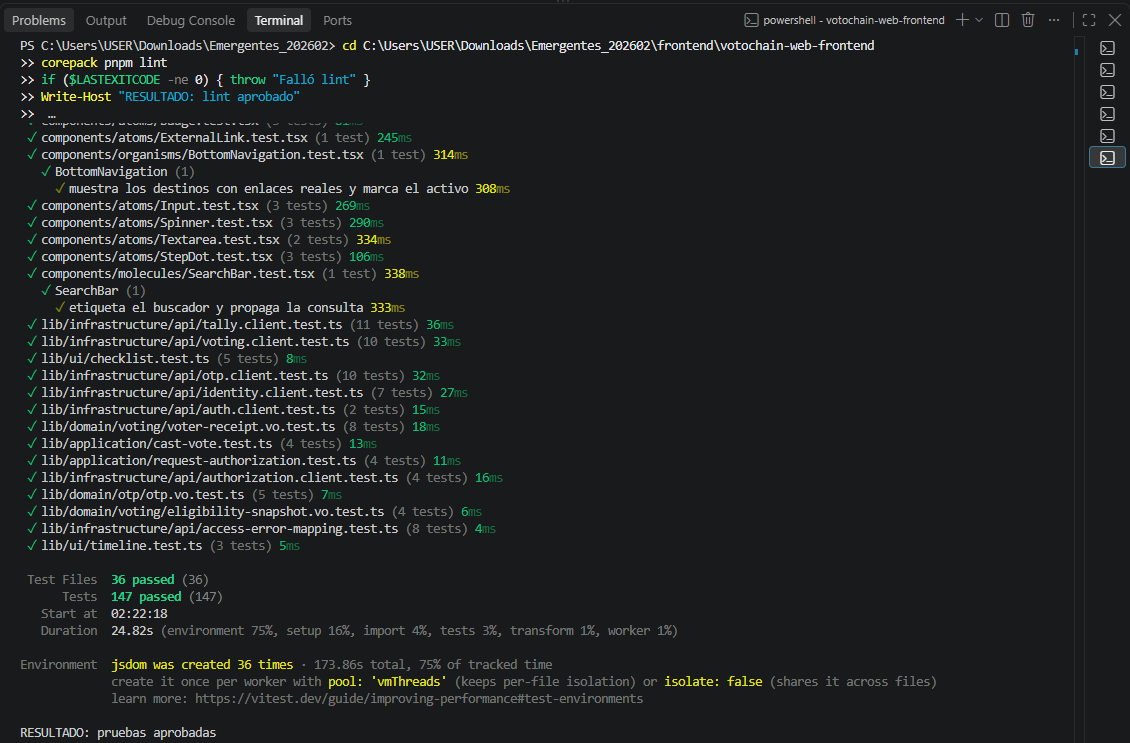 Problems Output Debug Console Terminal Ports powershell - votochain-web-frontend
PS C:\Users\USER\Downloads\Emergentes_202602> cd C:\Users\USER\Downloads\Emergentes_202602\frontend\votochain-web-frontend
>> corepack pnpm lint
>> if ($LASTEXITCODE -ne 0) { throw "Falló lint" }
>> Write-Host "RESULTADO: lint aprobado"
>> …
✓ components/atoms/ExternalLink.test.tsx (1 test) 245ms
✓ components/organisms/BottomNavigation.test.tsx (1 test) 314ms
✓ BottomNavigation (1)
✓ muestra los destinos con enlaces reales y marca el activo 308ms
✓ components/atoms/Input.test.tsx (3 tests) 269ms
✓ components/atoms/Spinner.test.tsx (3 tests) 290ms
✓ components/atoms/Textarea.test.tsx (2 tests) 334ms
✓ components/atoms/StepDot.test.tsx (3 tests) 106ms
✓ components/molecules/SearchBar.test.tsx (1 test) 338ms
✓ SearchBar (1)
✓ etiqueta el buscador y propaga la consulta 333ms
✓ lib/infrastructure/api/tally.client.test.ts (11 tests) 36ms
✓ lib/infrastructure/api/voting.client.test.ts (10 tests) 33ms
✓ lib/ui/checklist.test.ts (5 tests) 8ms
✓ lib/infrastructure/api/otp.client.test.ts (10 tests) 32ms
✓ lib/infrastructure/api/identity.client.test.ts (7 tests) 27ms
✓ lib/infrastructure/api/auth.client.test.ts (2 tests) 15ms
✓ lib/domain/voting/voter-receipt.vo.test.ts (8 tests) 18ms
✓ lib/application/cast-vote.test.ts (4 tests) 13ms
✓ lib/application/request-authorization.test.ts (4 tests) 11ms
✓ lib/infrastructure/api/authorization.client.test.ts (4 tests) 16ms
✓ lib/domain/otp/otp.vo.test.ts (5 tests) 7ms
✓ lib/domain/voting/eligibility-snapshot.vo.test.ts (4 tests) 6ms
✓ lib/infrastructure/api/access-error-mapping.test.ts (8 tests) 4ms
✓ lib/ui/timeline.test.ts (3 tests) 5ms
Test Files 36 passed (36)
Tests 147 passed (147)
Start at 02:22:18
Duration 24.82s (environment 75%, setup 16%, import 4%, tests 3%, transform 1%, worker 1%)
Environment jsdom was created 36 times · 173.86s total, 75% of tracked time
create it once per worker with pool: 'vmThreads' (keeps per-file isolation) or isolate: false (shares it across files)
learn more: https://vitest.dev/guide/improving-performance#test-environments
RESULTADO: pruebas aprobadas